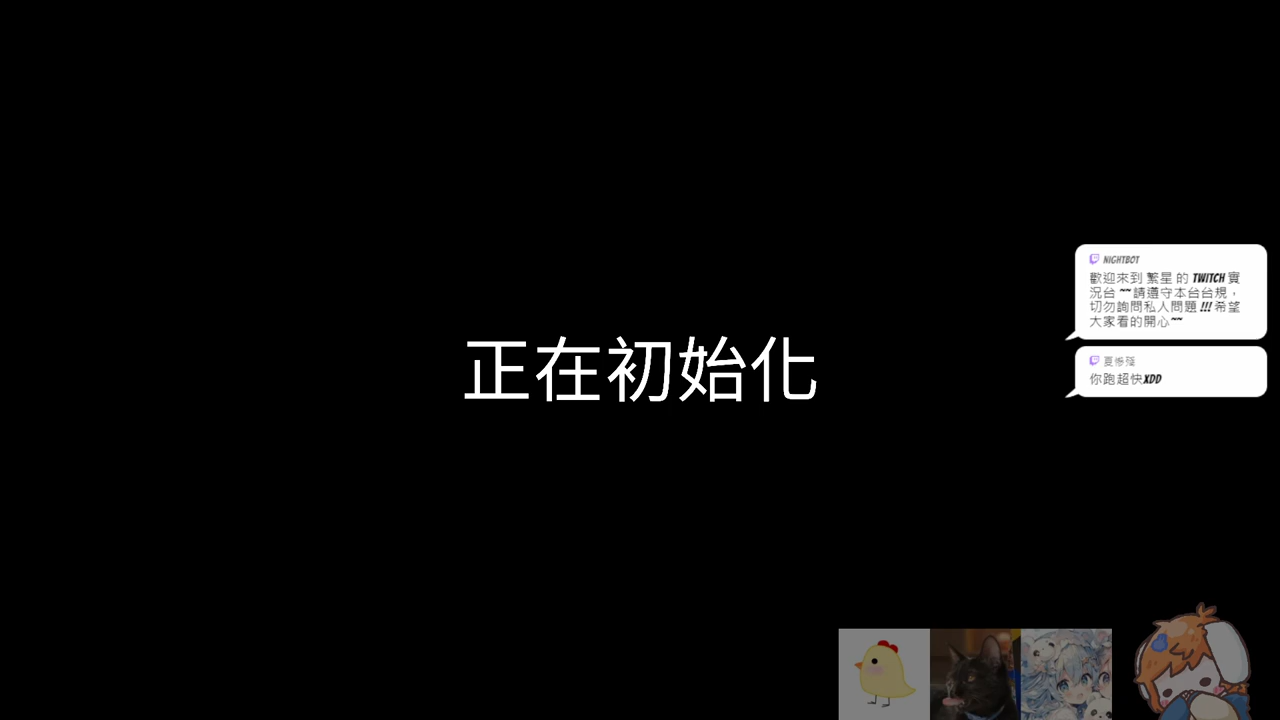 正在初始化
NIGHTBOT
歡迎來到 繁星 的 TWITCH 實
況台 ~~ 請遵守本台台規，
切勿詢問私人問題 !!! 希望
大家看的開心~~
你跑超快XDD